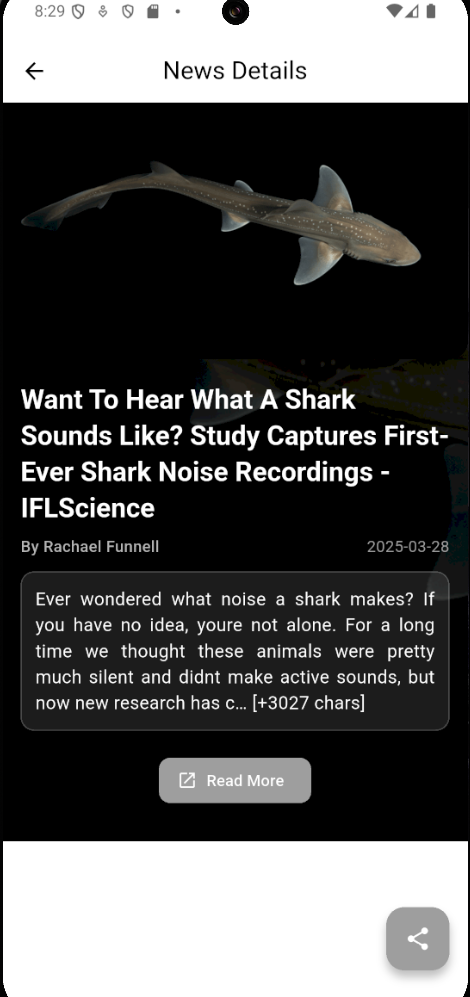 8:29
News Details
Want To Hear What A Shark
Sounds Like? Study Captures First-
Ever Shark Noise Recordings -
IFLScience
By Rachael Funnell 2025-03-28
Ever wondered what noise a shark makes? If
you have no idea, youre not alone. For a long
time we thought these animals were pretty
much silent and didnt make active sounds, but
now new research has c… [+3027 chars]
Read More